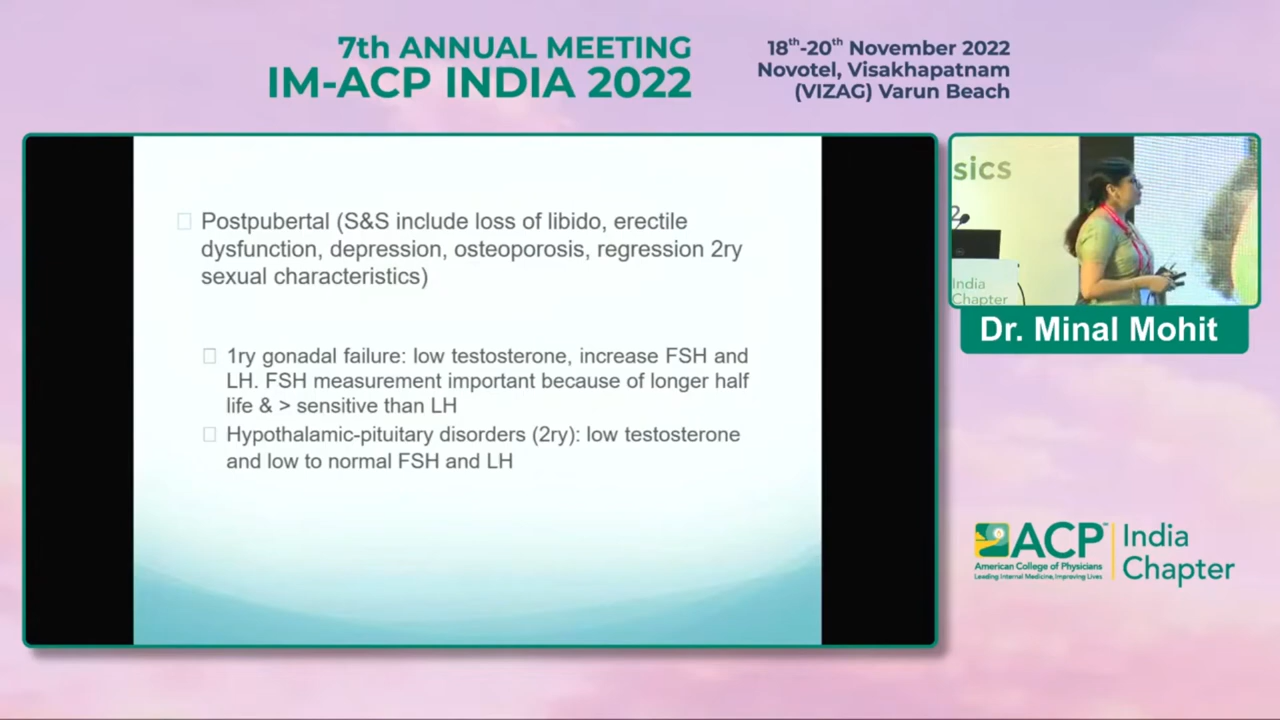 7th ANNUAL MEETING
IM-ACP INDIA 2022
18th-20th November 2022
Novotel, Visakhapatnam
(VIZAG) Varun Beach
Postpubertal (S&S include loss of libido, erectile
dysfunction, depression, osteoporosis, regression 2ry
sexual characteristics)
1ry gonadal failure: low testosterone, increase FSH and
LH. FSH measurement important because of longer half
life & > sensitive than LH
Hypothalamic-pituitary disorders (2ry): low testosterone
and low to normal FSH and LH
sics
2
India
Chapter
Dr. Minal Mohit
ACP™
American College of Physicians
Leading Internal Medicine, Improving Lives
India
Chapter